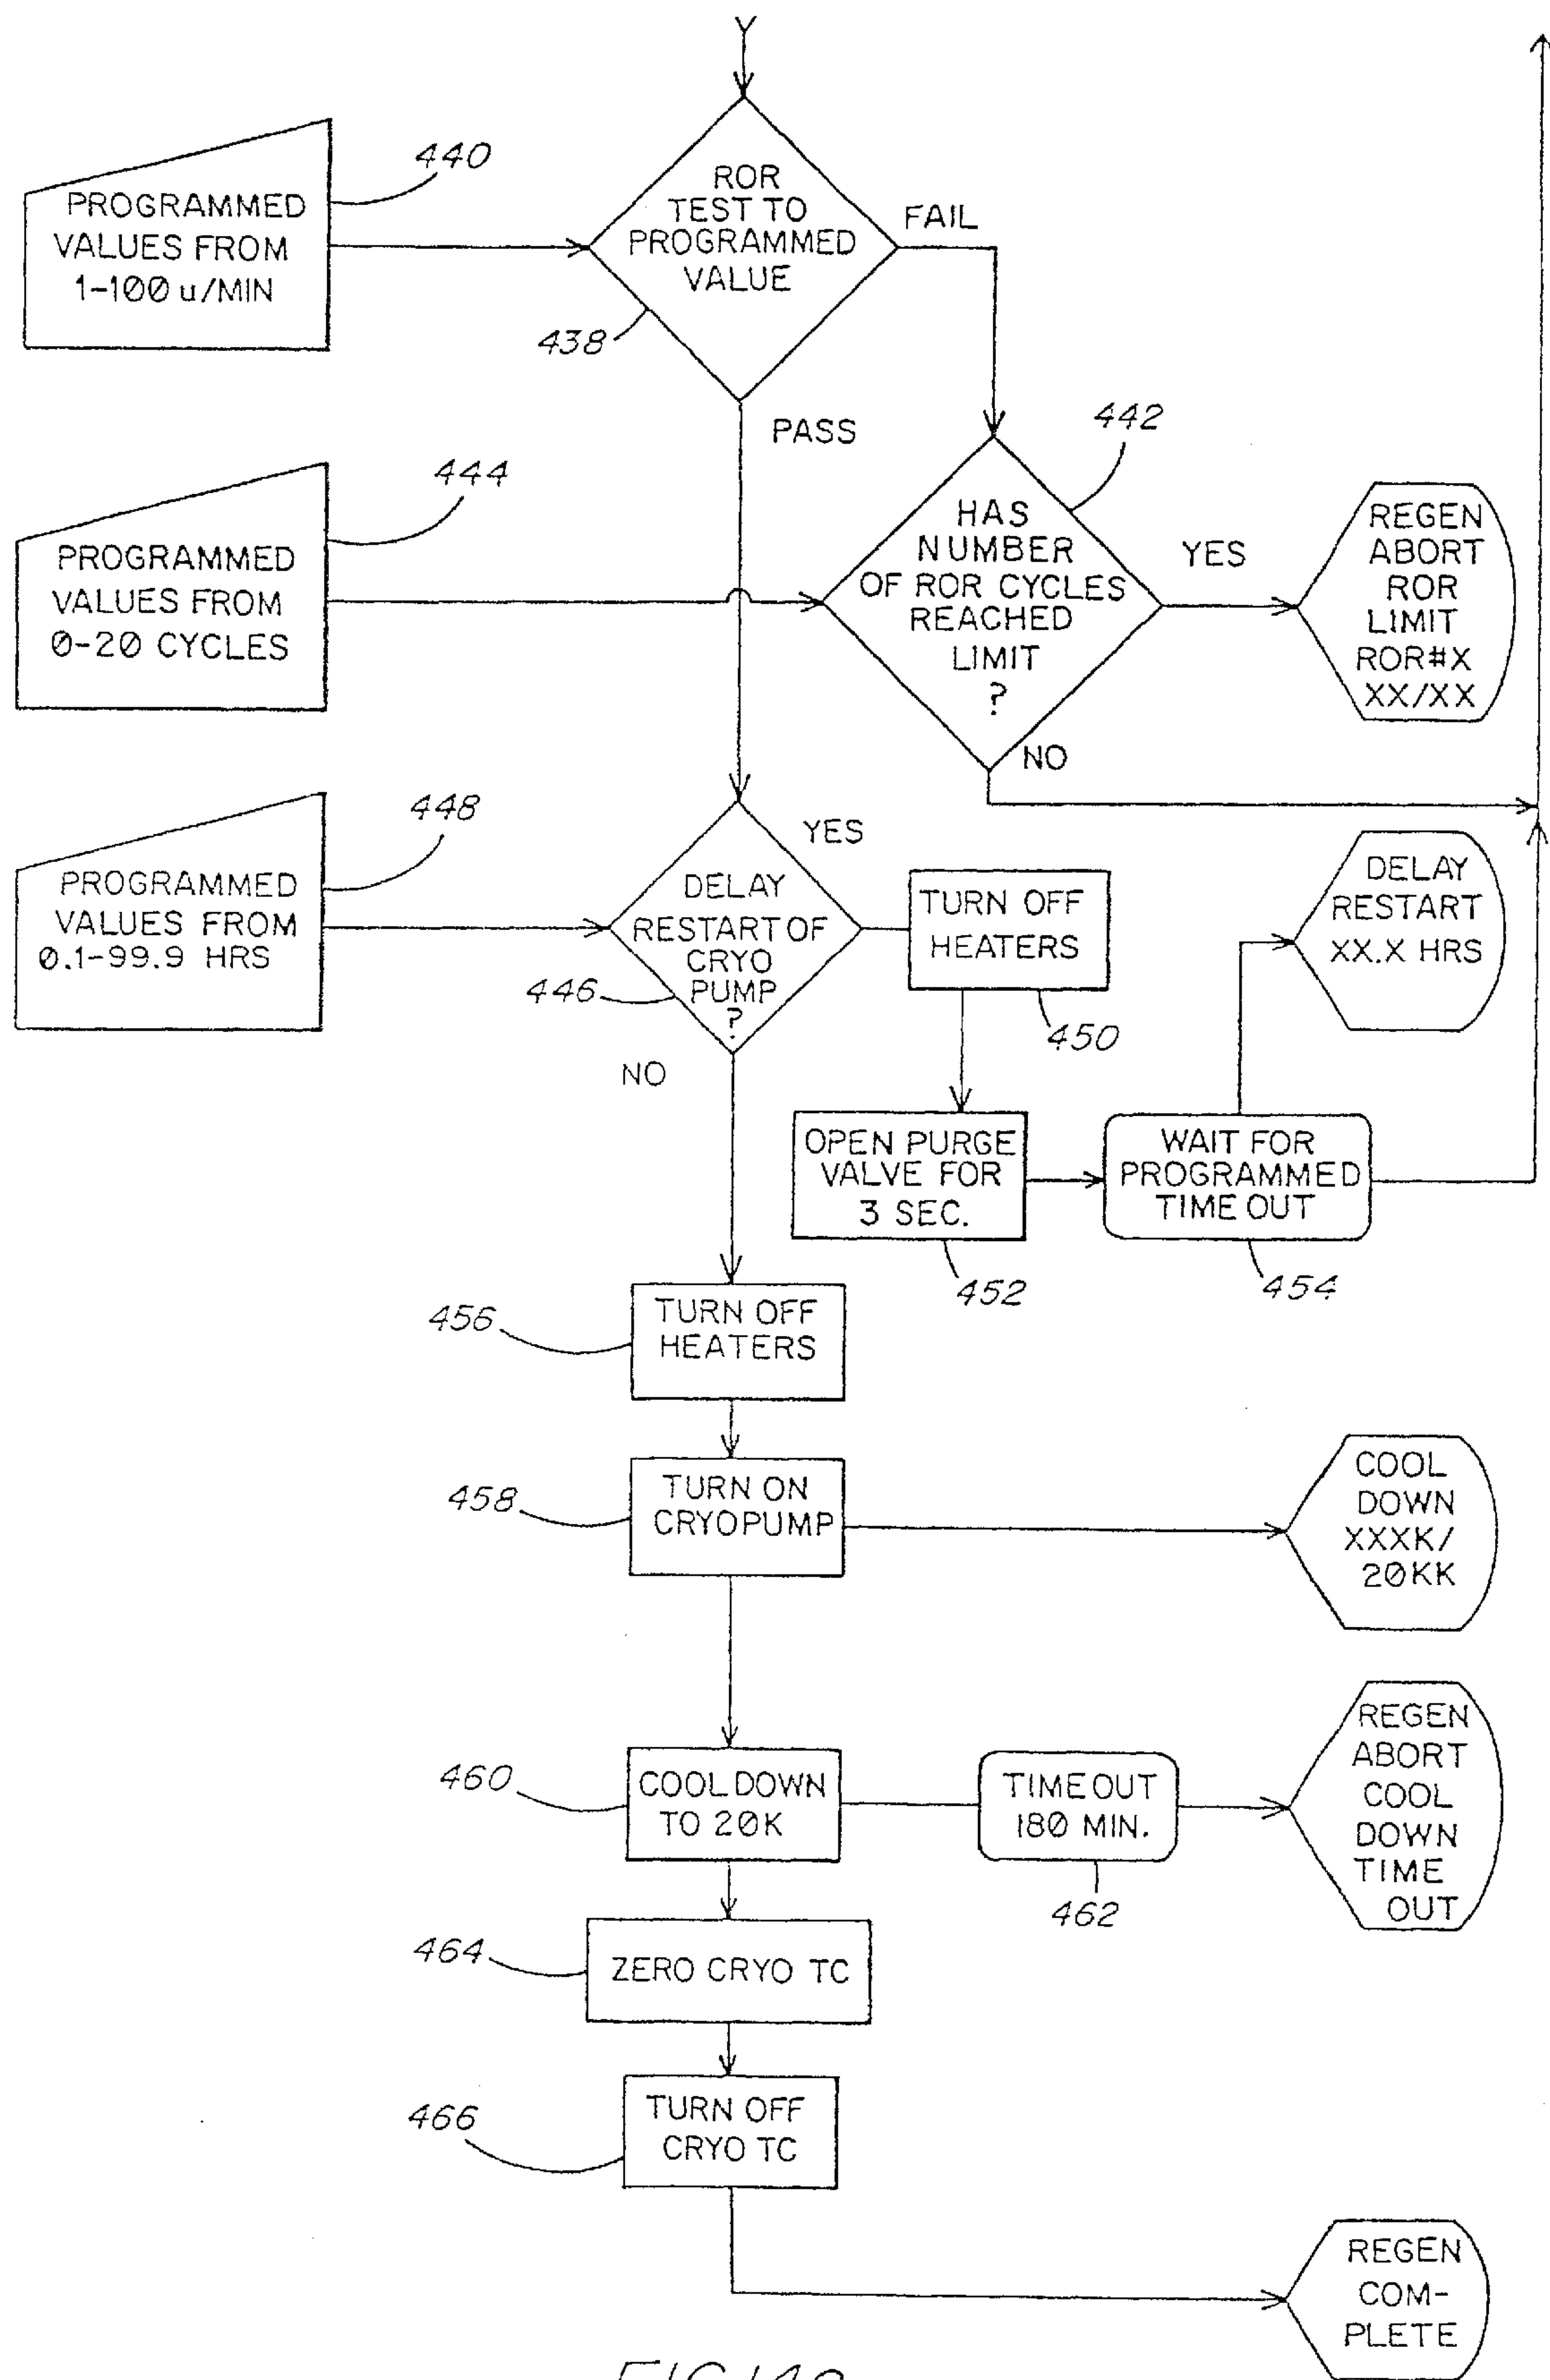 Y
440
PROGRAMMED
VALUES FROM
1-100 u/MIN
ROR
TEST TO
PROGRAMMED
VALUE
FAIL
438
PASS
442
444
PROGRAMMED
VALUES FROM
0-20 CYCLES
HAS
NUMBER
OF ROR CYCLES
REACHED
LIMIT
?
YES
REGEN
ABORT
ROR
LIMIT
ROR#X
XX/XX
NO
448
PROGRAMMED
VALUES FROM
0.1-99.9 HRS
YES
DELAY
RESTART OF
CRYO
PUMP
?
446
NO
TURN OFF
HEATERS
450
DELAY
RESTART
XX.X HRS
OPEN PURGE
VALVE FOR
3 SEC.
452
WAIT FOR
PROGRAMMED
TIME OUT
454
456
TURN OFF
HEATERS
458
TURN ON
CRYOPUMP
COOL
DOWN
XXXK/
20KK
460
COOL DOWN
TO 20K
TIME OUT
180 MIN.
462
REGEN
ABORT
COOL
DOWN
TIME
OUT
464
ZERO CRYO TC
466
TURN OFF
CRYO TC
REGEN
COM-
PLETE